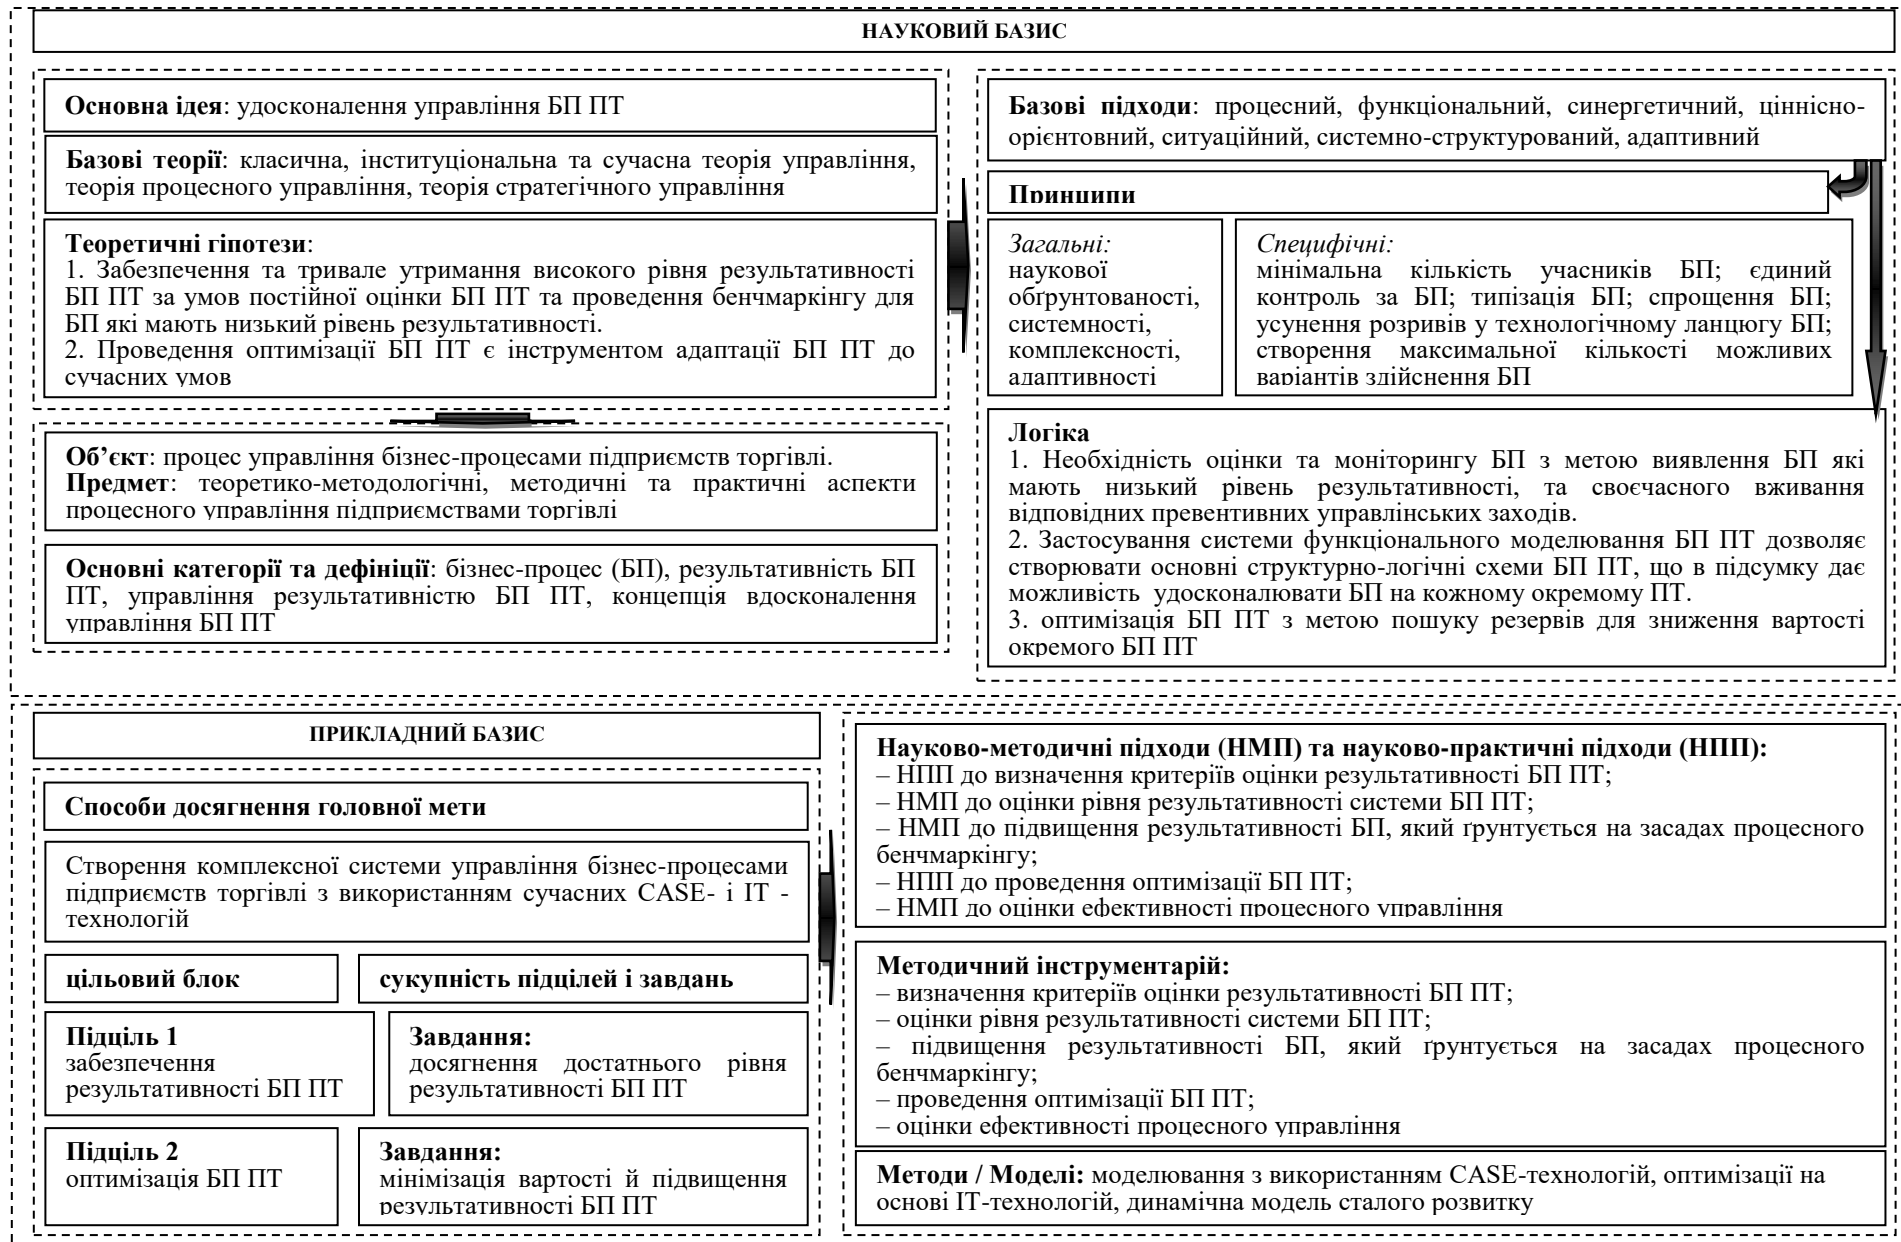 НАУКОВИЙ БАЗИС
Основна ідея: удосконалення управління БП ПТ
Базові теорії: класична, інституціональна та сучасна теорія управління,
теорія процесного управління, теорія стратегічного управління
Теоретичні гіпотези:
1. Забезпечення та тривале утримання високого рівня результативності
БП ПТ за умов постійної оцінки БП ПТ та проведення бенчмаркінгу для
БП які мають низький рівень результативності.
2. Проведення оптимізації БП ПТ є інструментом адаптації БП ПТ до
сучасних умов
Об’єкт: процес управління бізнес-процесами підприємств торгівлі.
Предмет: теоретико-методологічні, методичні та практичні аспекти
процесного управління підприємствами торгівлі
Основні категорії та дефініції: бізнес-процес (БП), результативність БП
ПТ, управління результативністю БП ПТ, концепція вдосконалення
управління БП ПТ
Базові підходи: процесний, функціональний, синергетичний, ціннісно-
орієнтовний, ситуаційний, системно-структурований, адаптивний
Принципи
Загальні:
наукової
обґрунтованості,
системності,
комплексності,
адаптивності
Специфічні:
мінімальна кількість учасників БП; єдиний
контроль за БП; типізація БП; спрощення БП;
усунення розривів у технологічному ланцюгу БП;
створення максимальної кількості можливих
варіантів здійснення БП
Логіка
1. Необхідність оцінки та моніторингу БП з метою виявлення БП які
мають низький рівень результативності, та своєчасного вживання
відповідних превентивних управлінських заходів.
2. Застосування системи функціонального моделювання БП ПТ дозволяє
створювати основні структурно-логічні схеми БП ПТ, що в підсумку дає
можливість удосконалювати БП на кожному окремому ПТ.
3. оптимізація БП ПТ з метою пошуку резервів для зниження вартості
окремого БП ПТ
ПРИКЛАДНИЙ БАЗИС
Способи досягнення головної мети
Створення комплексної системи управління бізнес-процесами
підприємств торгівлі з використанням сучасних CASE- і IT -
технологій
цільовий блок
сукупність підцілей і завдань
Підціль 1
забезпечення
результативності БП ПТ
Завдання:
досягнення достатнього рівня
результативності БП ПТ
Підціль 2
оптимізація БП ПТ
Завдання:
мінімізація вартості й підвищення
результативності БП ПТ
Науково-методичні підходи (НМП) та науково-практичні підходи (НПП):
– НПП до визначення критеріїв оцінки результативності БП ПТ;
– НМП до оцінки рівня результативності системи БП ПТ;
– НМП до підвищення результативності БП, який ґрунтується на засадах процесного
бенчмаркінгу;
– НПП до проведення оптимізації БП ПТ;
– НМП до оцінки ефективності процесного управління
Методичний інструментарій:
– визначення критеріїв оцінки результативності БП ПТ;
– оцінки рівня результативності системи БП ПТ;
– підвищення результативності БП, який ґрунтується на засадах процесного
бенчмаркінгу;
– проведення оптимізації БП ПТ;
– оцінки ефективності процесного управління
Методи / Моделі: моделювання з використанням CASE-технологій, оптимізації на
основі IT-технологій, динамічна модель сталого розвитку